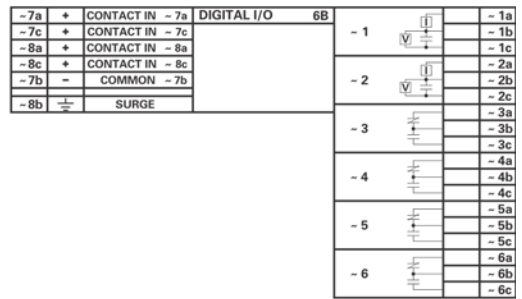 ~7a + CONTACT IN ~7a DIGITAL I/O 6B
~7c + CONTACT IN ~7c
~8a + CONTACT IN ~8a
~8c + CONTACT IN ~8c
~7b − COMMON ~7b
~8b SURGE
~1 V I ~1a
~1b
~1c
~2 V I ~2a
~2b
~2c
~3 ~3a
~3b
~3c
~4 ~4a
~4b
~4c
~5 ~5a
~5b
~5c
~6 ~6a
~6b
~6c